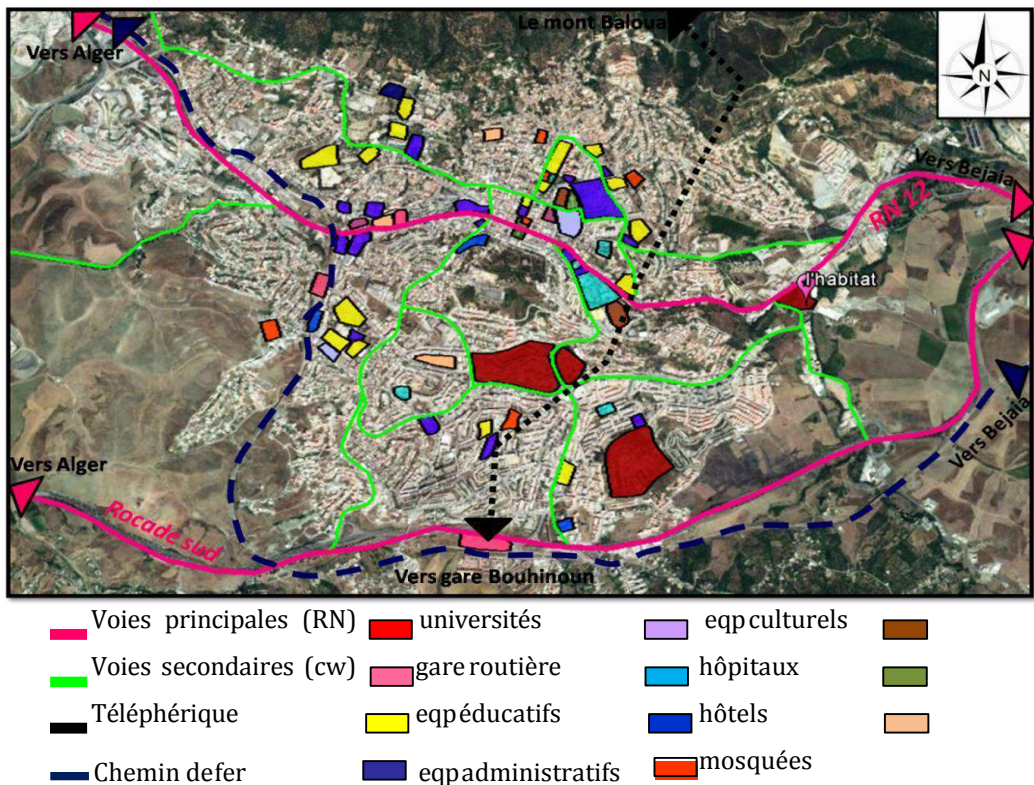 Le mont Baloua
Vers Alger
N
Vers Bejaia
RN 12
l'habitat
Vers Bejaia
Vers Alger
Rocade sud
Vers gare Bouhinoun
Voies principales (RN) universités eqp culturels
Voies secondaires (cw) gare routière hôpitaux
Téléphérique eqp éducatifs hôtels
Chemin defer eqp administratifs mosquées